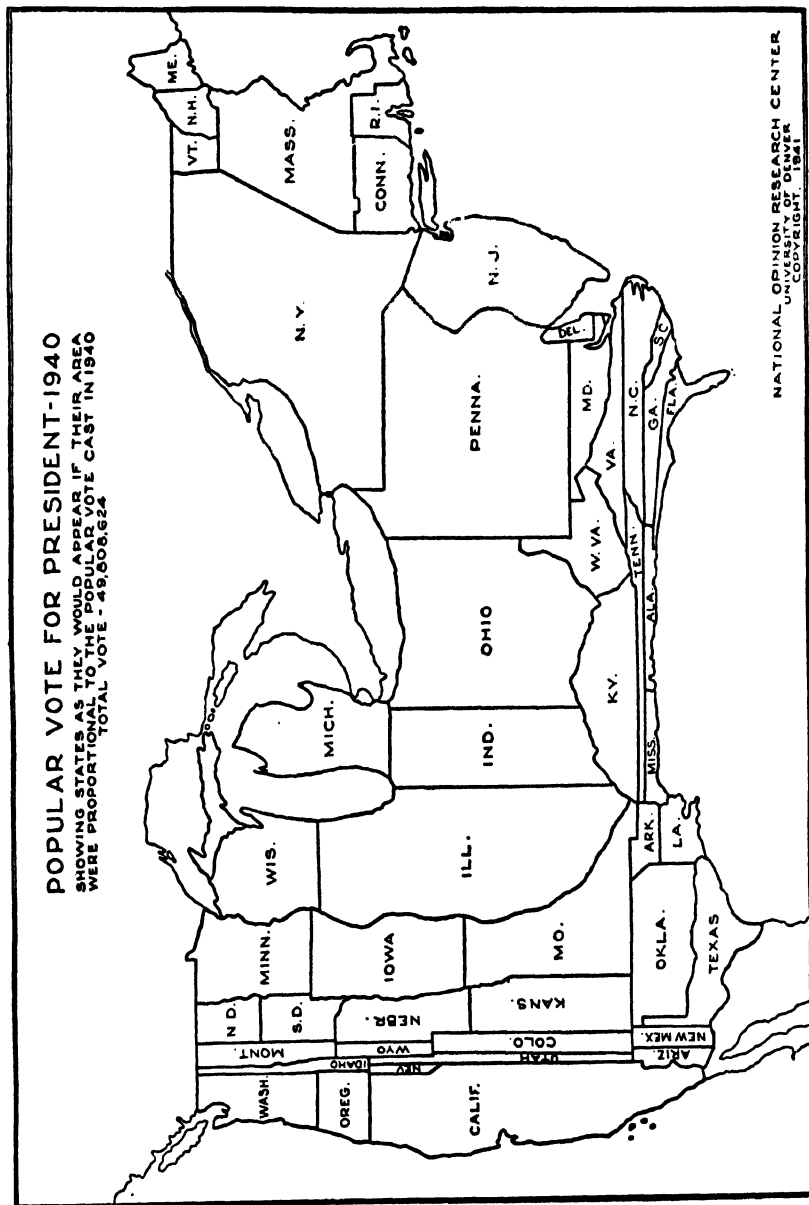 POPULAR VOTE FOR PRESIDENT-1940
SHOWING STATES AS THEY WOULD APPEAR IF THEIR AREA
WERE PROPORTIONAL TO THE POPULAR VOTE CAST IN 1940
TOTAL VOTE - 49,808,624
WASH.
OREG.
CALIF.
IDAHO
NEV.
MONT.
WYO
UTAH
COLO.
ARIZ.
NEW MEX.
N D.
S.D.
NEBR.
KANS.
OKLA.
TEXAS
MINN.
IOWA
MO.
ARK.
LA.
WIS.
ILL.
MICH.
IND.
OHIO
KY.
TENN.
MISS.
ALA.
W. VA.
VA.
N.C.
S.C.
GA.
FLA.
PENNA.
MD.
DEL.
N.J.
N.Y.
VT.
N.H.
ME.
MASS.
CONN.
R.I.
NATIONAL OPINION RESEARCH CENTER
UNIVERSITY OF DENVER
COPYRIGHT 1941